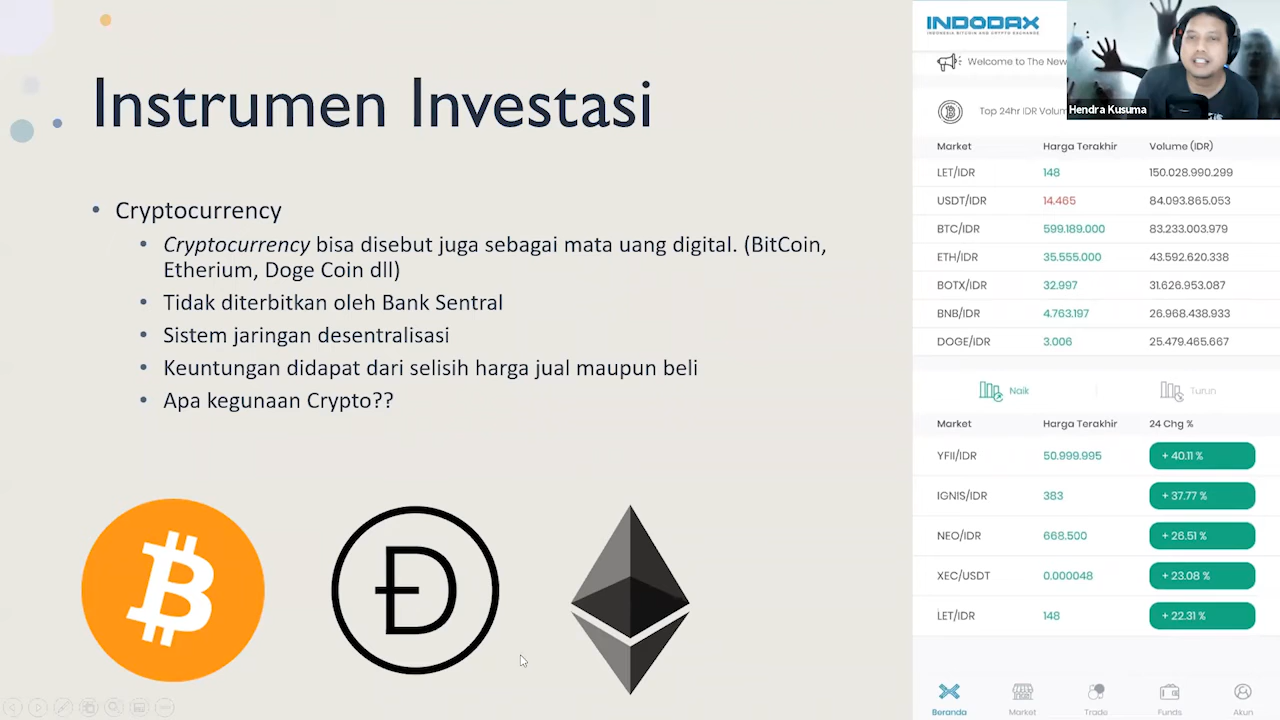 Instrumen Investasi
• Cryptocurrency
• Cryptocurrency bisa disebut juga sebagai mata uang digital. (BitCoin,
Etherium, Doge Coin dll)
• Tidak diterbitkan oleh Bank Sentral
• Sistem jaringan desentralisasi
• Keuntungan didapat dari selisih harga jual maupun beli
• Apa kegunaan Crypto??
INDODAX
INDONESIA BITCOIN AND CRYPTO EXCHANGE
Welcome to The New
Hendra Kusuma
Top 24hr IDR Volum
Market Harga Terakhir Volume (IDR)
LET/IDR 148 150.028.990.299
USDT/IDR 14.465 84.093.865.053
BTC/IDR 599.189.000 83.233.003.979
ETH/IDR 35.555.000 43.592.620.338
BOTX/IDR 32.997 31.626.953.087
BNB/IDR 4.763.197 26.968.438.933
DOGE/IDR 3.006 25.479.465.667
Naik Turun
Market Harga Terakhir 24 Chg %
YFII/IDR 50.999.995 + 40.11 %
IGNIS/IDR 383 + 37.77 %
NEO/IDR 668.500 + 26.51 %
XEC/USDT 0.000048 + 23.08 %
LET/IDR 148 + 22.31 %
Beranda Market Trade Funds Akun